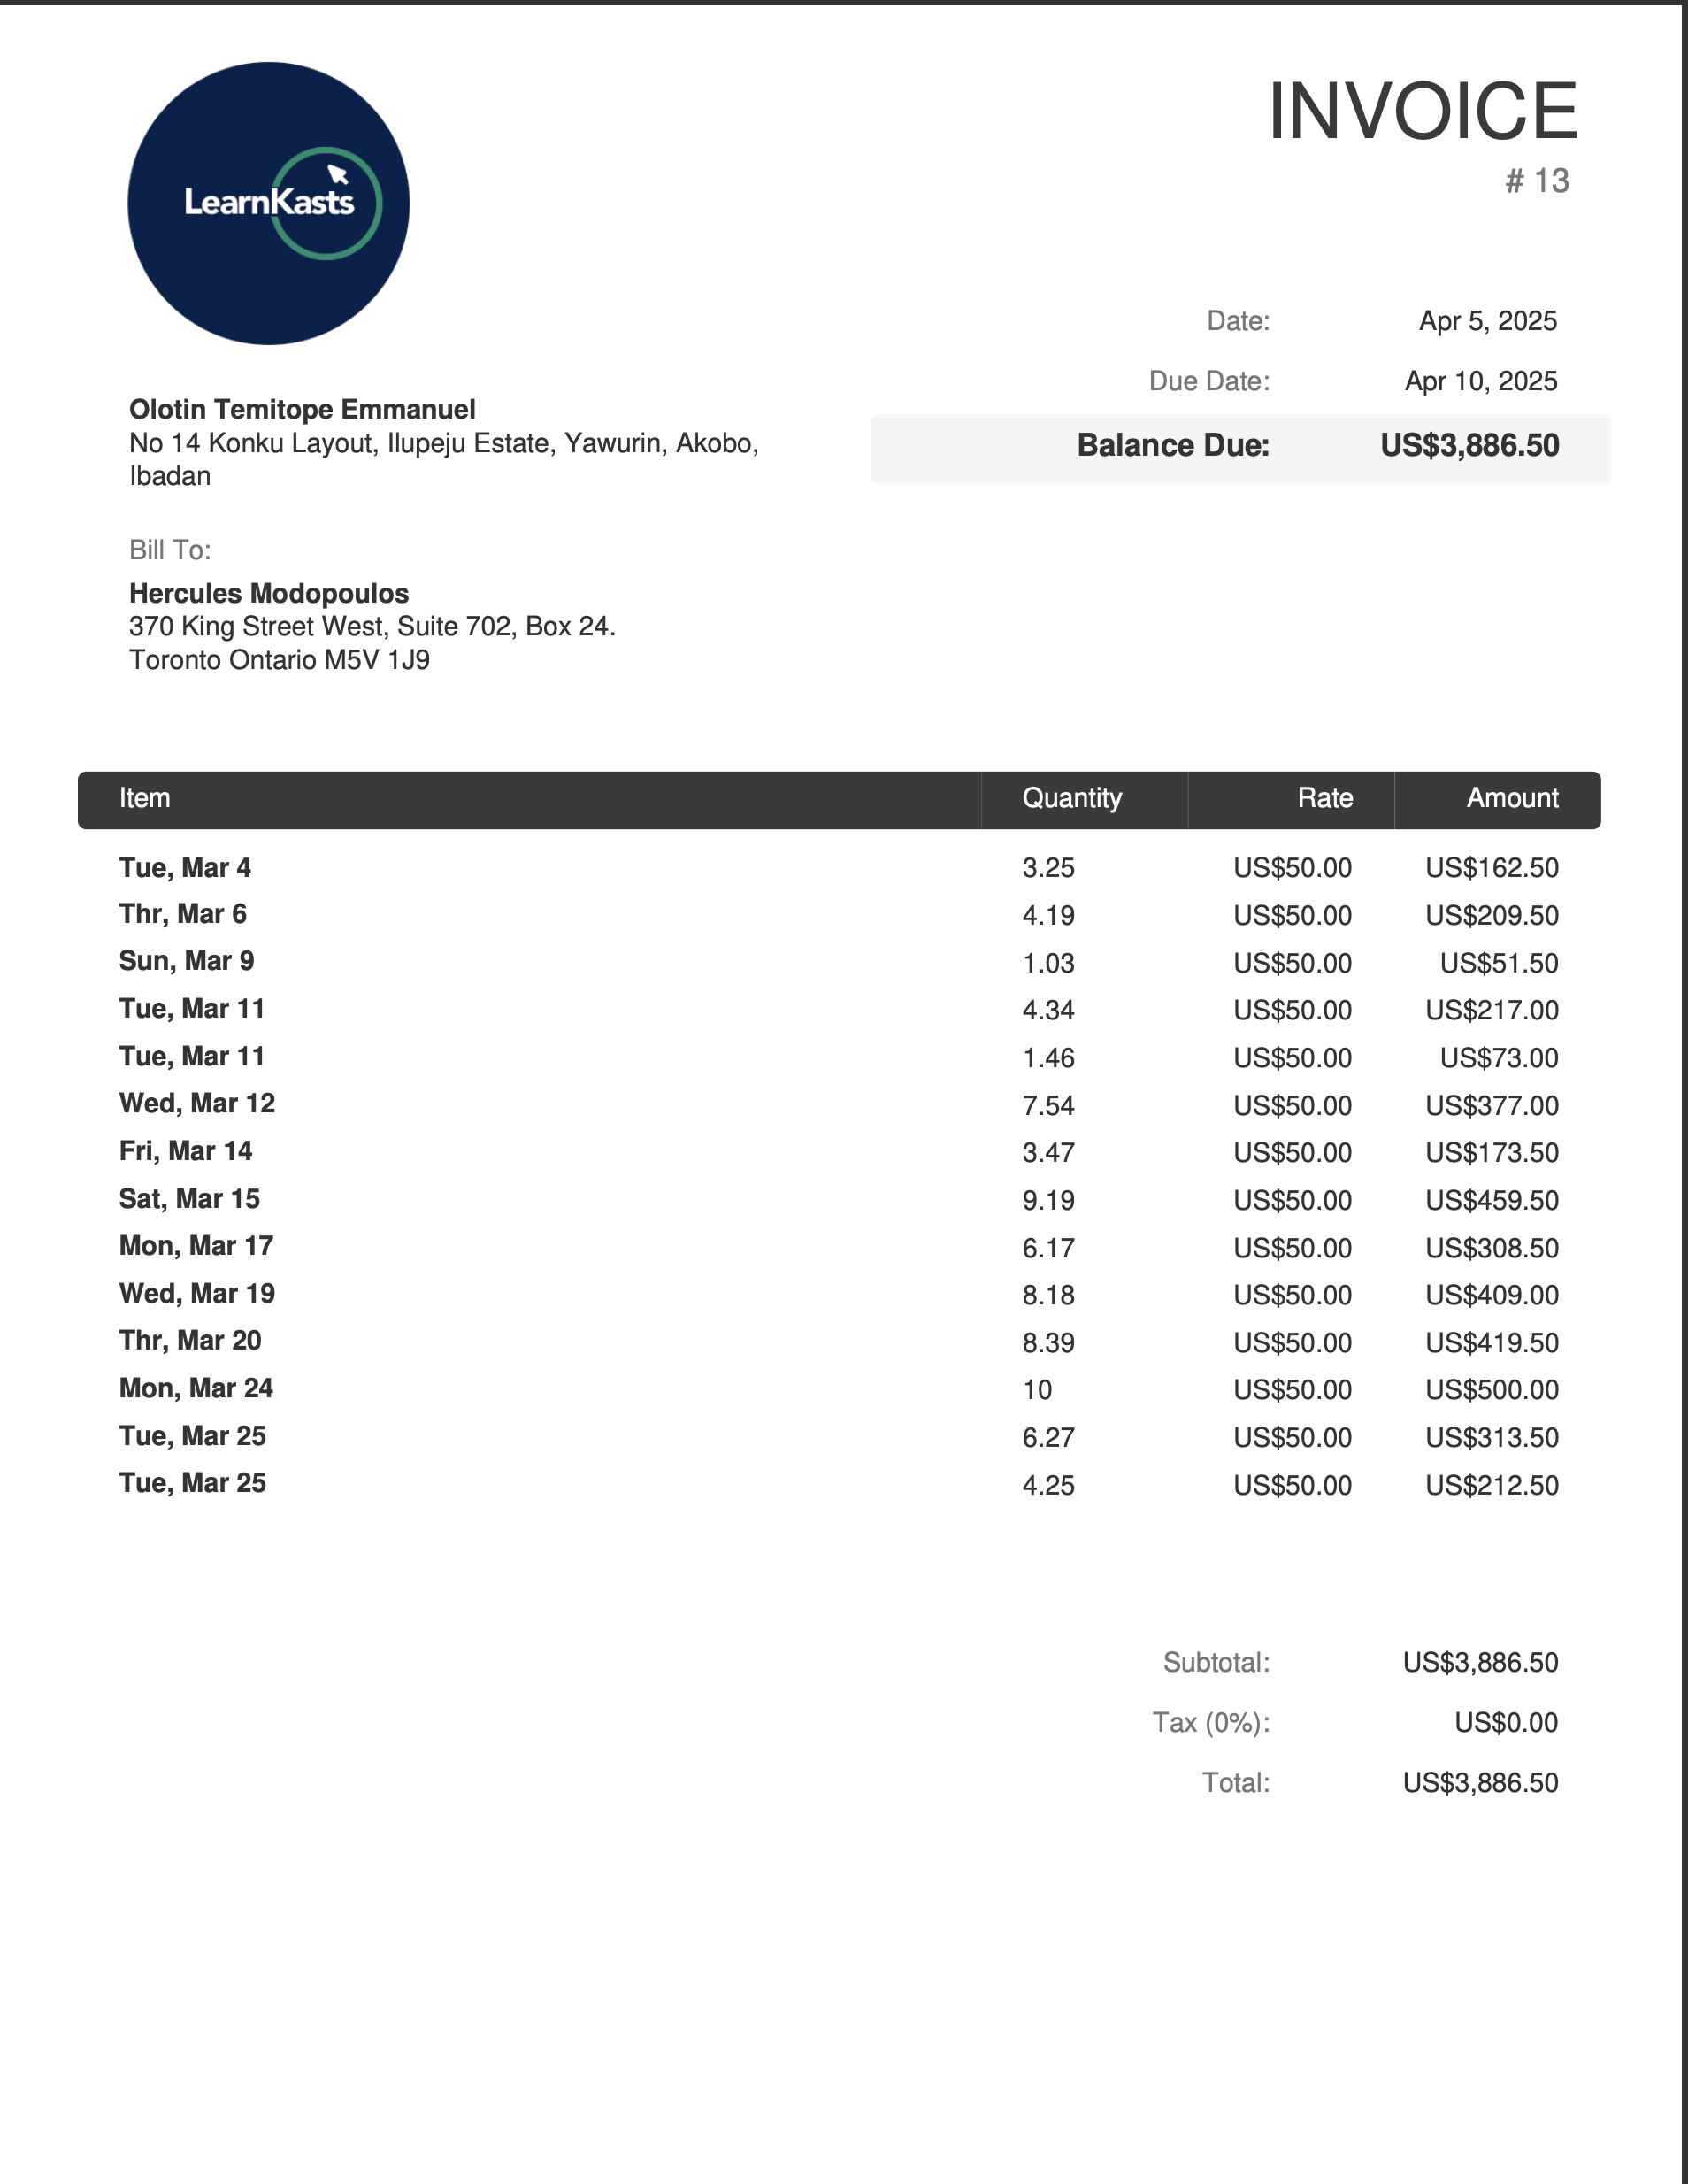 LearnKasts
INVOICE
# 13
Date: Apr 5, 2025
Due Date: Apr 10, 2025
Balance Due: US$3,886.50
Olotin Temitope Emmanuel
No 14 Konku Layout, Ilupeju Estate, Yawurin, Akobo,
Ibadan
Bill To:
Hercules Modopoulos
370 King Street West, Suite 702, Box 24.
Toronto Ontario M5V 1J9
Item Quantity Rate Amount
Tue, Mar 4 3.25 US$50.00 US$162.50
Thr, Mar 6 4.19 US$50.00 US$209.50
Sun, Mar 9 1.03 US$50.00 US$51.50
Tue, Mar 11 4.34 US$50.00 US$217.00
Tue, Mar 11 1.46 US$50.00 US$73.00
Wed, Mar 12 7.54 US$50.00 US$377.00
Fri, Mar 14 3.47 US$50.00 US$173.50
Sat, Mar 15 9.19 US$50.00 US$459.50
Mon, Mar 17 6.17 US$50.00 US$308.50
Wed, Mar 19 8.18 US$50.00 US$409.00
Thr, Mar 20 8.39 US$50.00 US$419.50
Mon, Mar 24 10 US$50.00 US$500.00
Tue, Mar 25 6.27 US$50.00 US$313.50
Tue, Mar 25 4.25 US$50.00 US$212.50
Subtotal: US$3,886.50
Tax (0%): US$0.00
Total: US$3,886.50